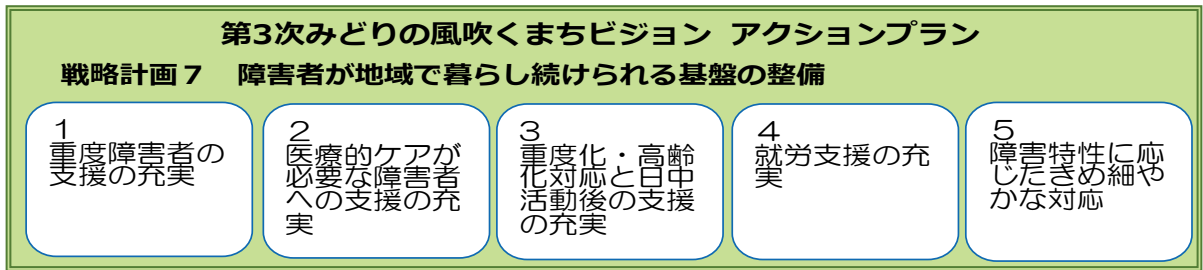 第3次みどりの風吹くまちビジョン アクションプラン
戦略計画７　障害者が地域で暮らし続けられる基盤の整備
１
重度障害者の
支援の充実
２
医療的ケアが
必要な障害者
への支援の充
実
３
重度化・高齢
化対応と日中
活動後の支援
の充実
４
就労支援の充
実
５
障害特性に応
じたきめ細や
かな対応